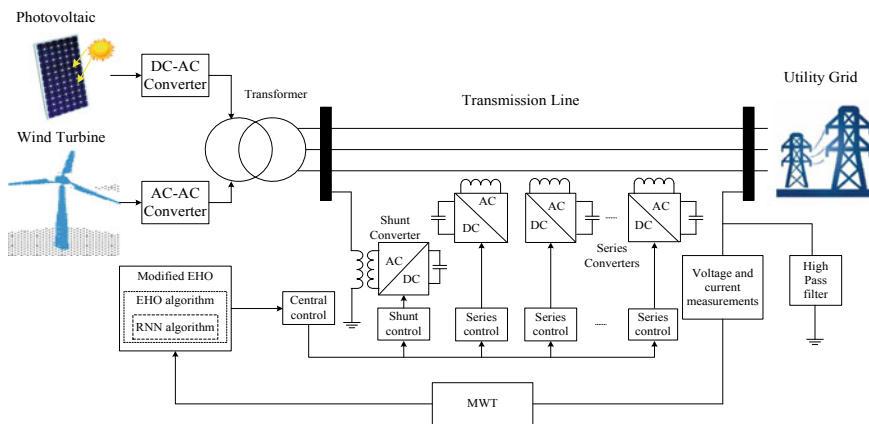 Photovoltaic
DC-AC
Converter
Transformer
Transmission Line
Utility Grid
Wind Turbine
AC-AC
Converter
Shunt
Converter
AC
DC
AC
DC
AC
DC
AC
DC
Series
Converters
Modified EHO
EHO algorithm
RNN algorithm
Central
control
Shunt
control
Series
control
Series
control
Series
control
Voltage and
current
measurements
High
Pass
filter
MWT